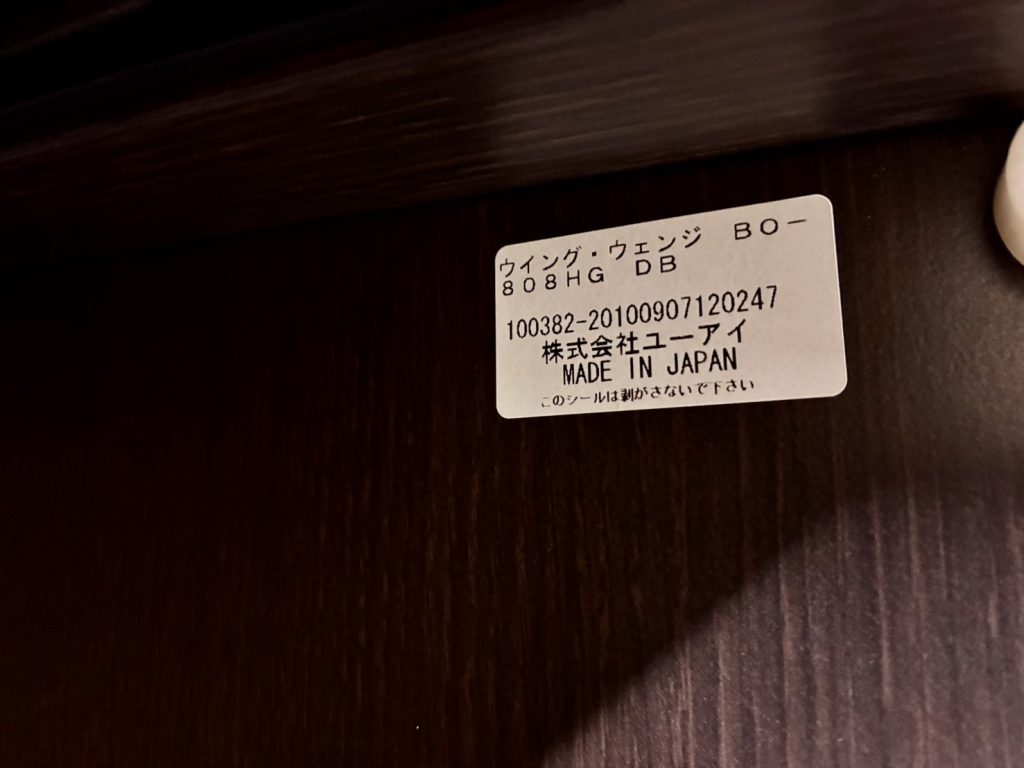 ウイング・ウェンジ　ＢＯ－
８０８ＨＧ　ＤＢ
100382-20100907120247
株式会社ユーアイ
MADE IN JAPAN
このシールは剥がさないで下さい